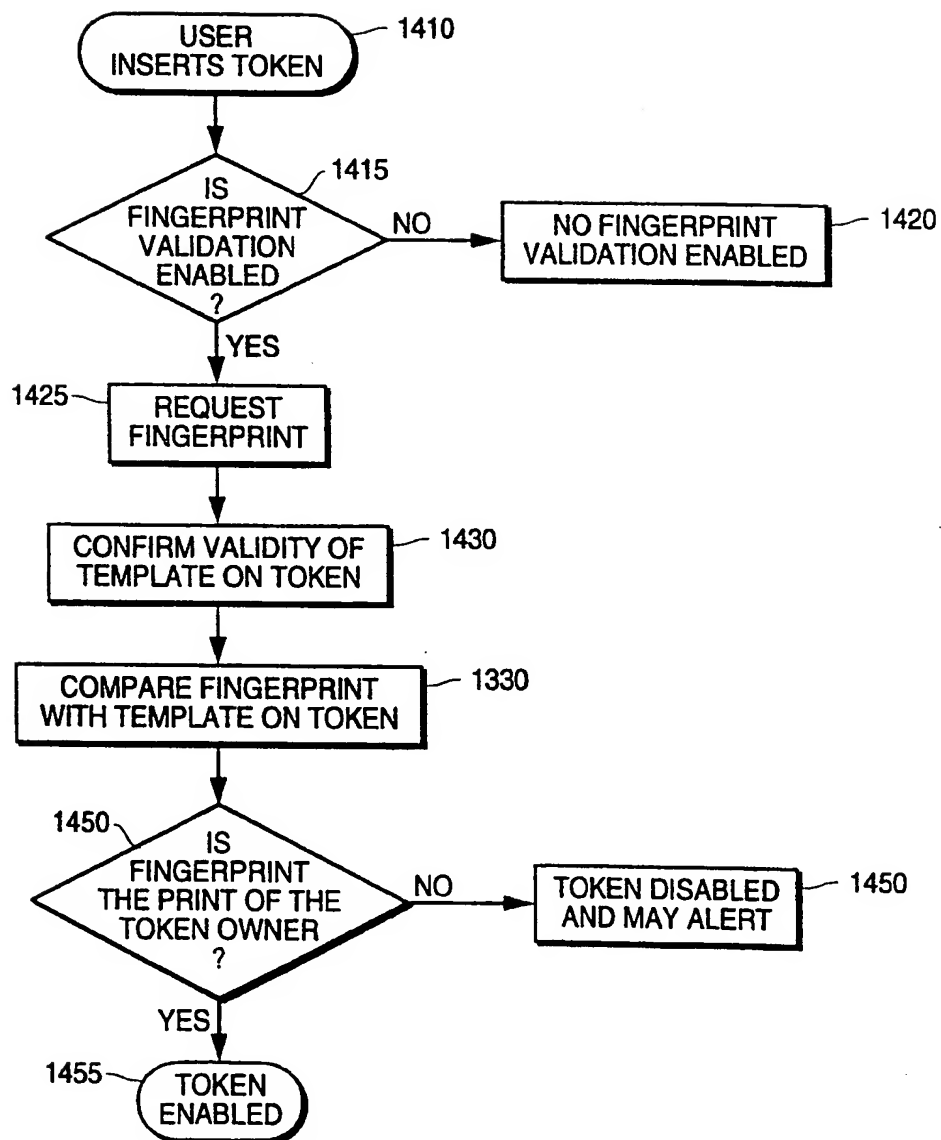 USER
INSERTS TOKEN
1410
IS
FINGERPRINT
VALIDATION
ENABLED
?
1415
NO
NO FINGERPRINT
VALIDATION ENABLED
1420
YES
1425
REQUEST
FINGERPRINT
CONFIRM VALIDITY OF
TEMPLATE ON TOKEN
1430
COMPARE FINGERPRINT
WITH TEMPLATE ON TOKEN
1330
1450
IS
FINGERPRINT
THE PRINT OF THE
TOKEN OWNER
?
NO
TOKEN DISABLED
AND MAY ALERT
1450
YES
1455
TOKEN
ENABLED